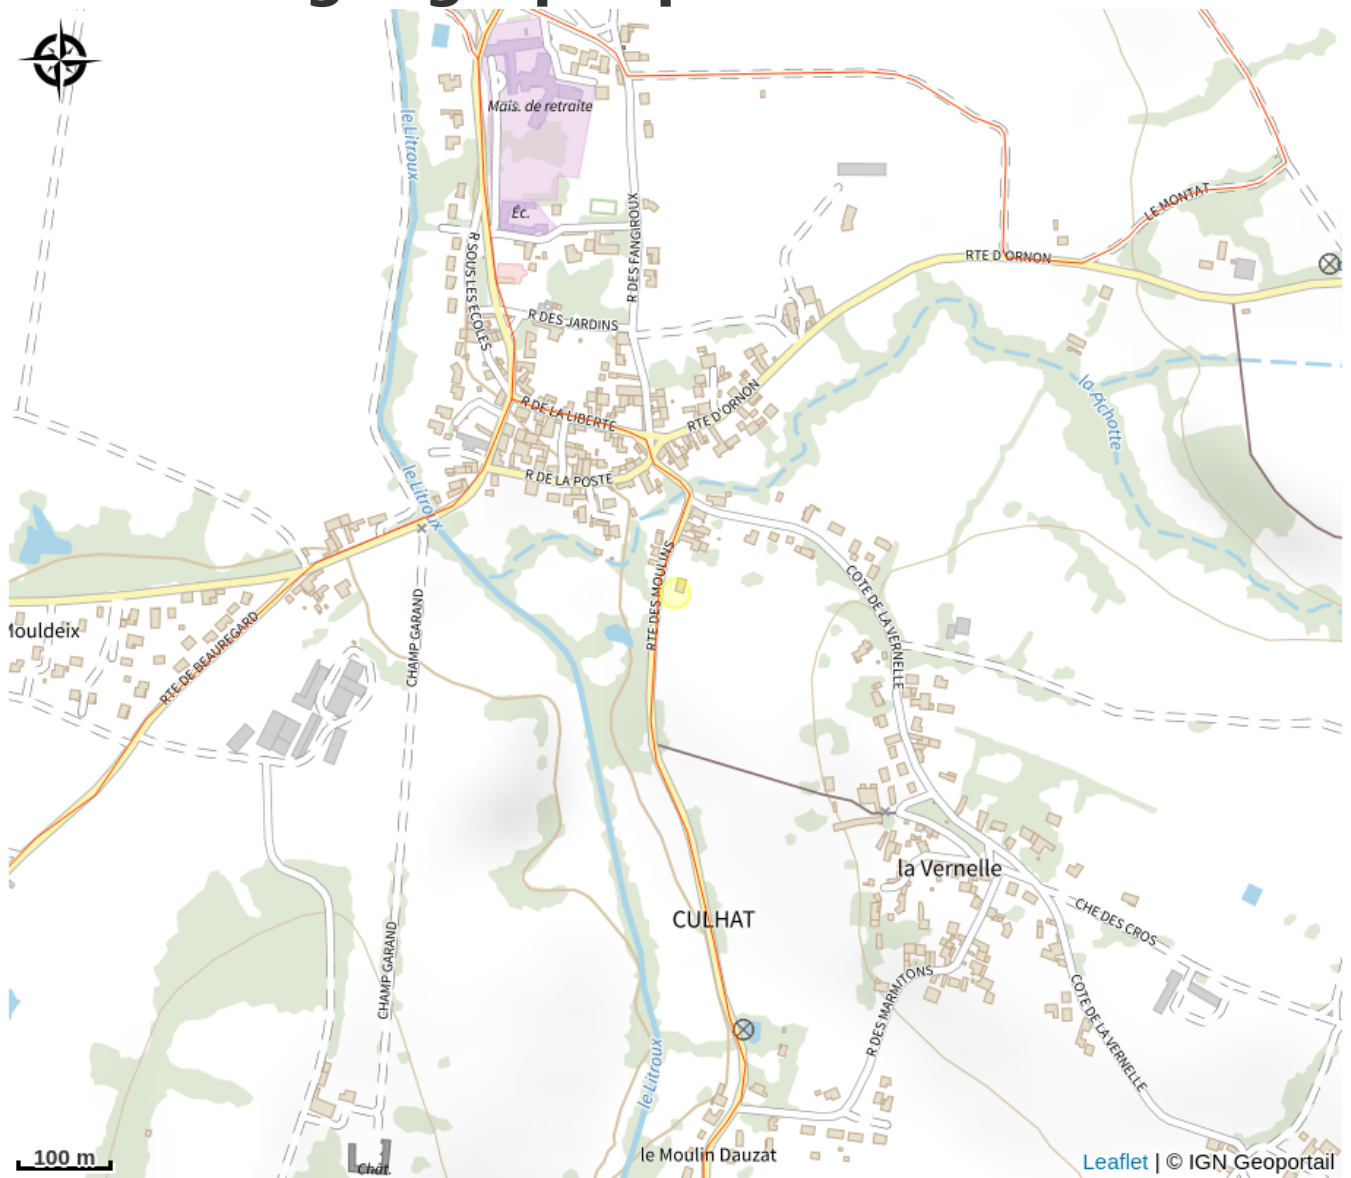 le Litroux
Mais. de retraite
Éc.
R DES FANGIROUX
R SOUS LES ECOLES
LE MONTAT
RTE D'ORNON
R DES JARDINS
R DE LA LIBERTE
RTE D'ORNON
la Pichotte
R DE LA POSTE
le Litroux
RTE DES MOULINS
COTE DE LA VERNELLE
CHAMP GARAND
Mouldeix
RTE DE BEAUREGARD
la Vernelle
CULHAT
CHE DES CROS
CHAMP GARAND
R DES MARMITONS
COTE DE LA VERNELLE
le Litroux
le Moulin Dauzat
Chât.
100 m
Leaflet | © IGN Geoportail